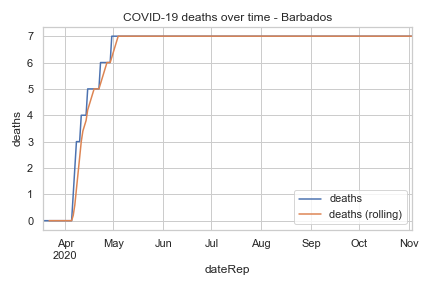 COVID-19 deaths over time - Barbados
deaths
7
6
5
4
3
2
1
0
deaths
deaths (rolling)
Apr May Jun Jul Aug Sep Oct Nov
2020
dateRep